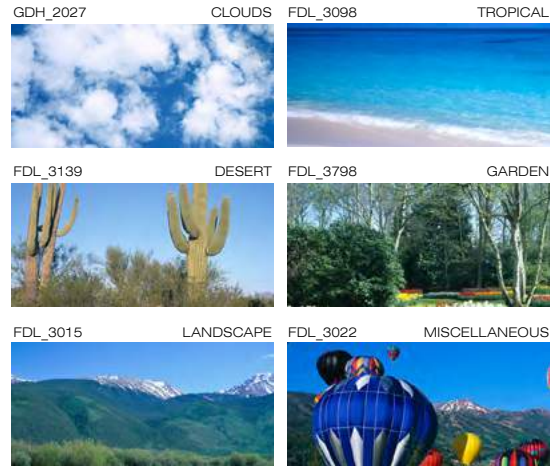 GDH_2027 CLOUDS
FDL_3098 TROPICAL
FDL_3139 DESERT
FDL_3798 GARDEN
FDL_3015 LANDSCAPE
FDL_3022 MISCELLANEOUS